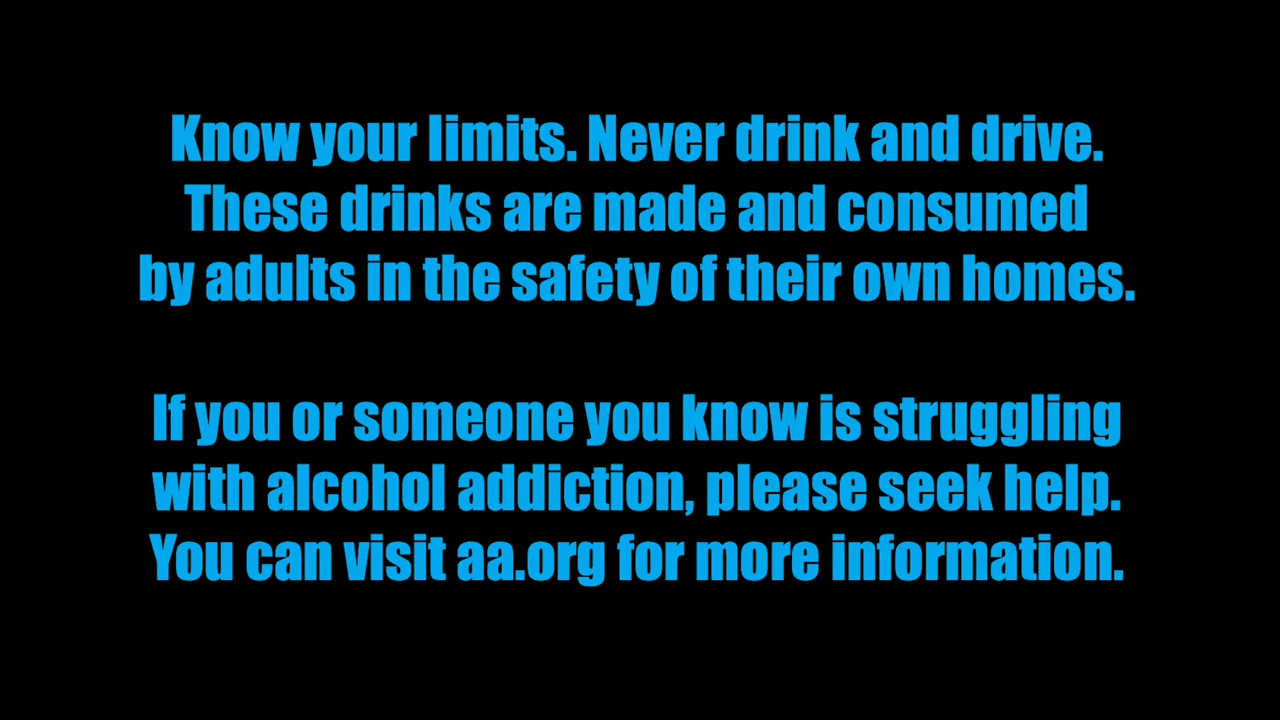 Know your limits. Never drink and drive.
These drinks are made and consumed
by adults in the safety of their own homes.
If you or someone you know is struggling
with alcohol addiction, please seek help.
You can visit aa.org for more information.